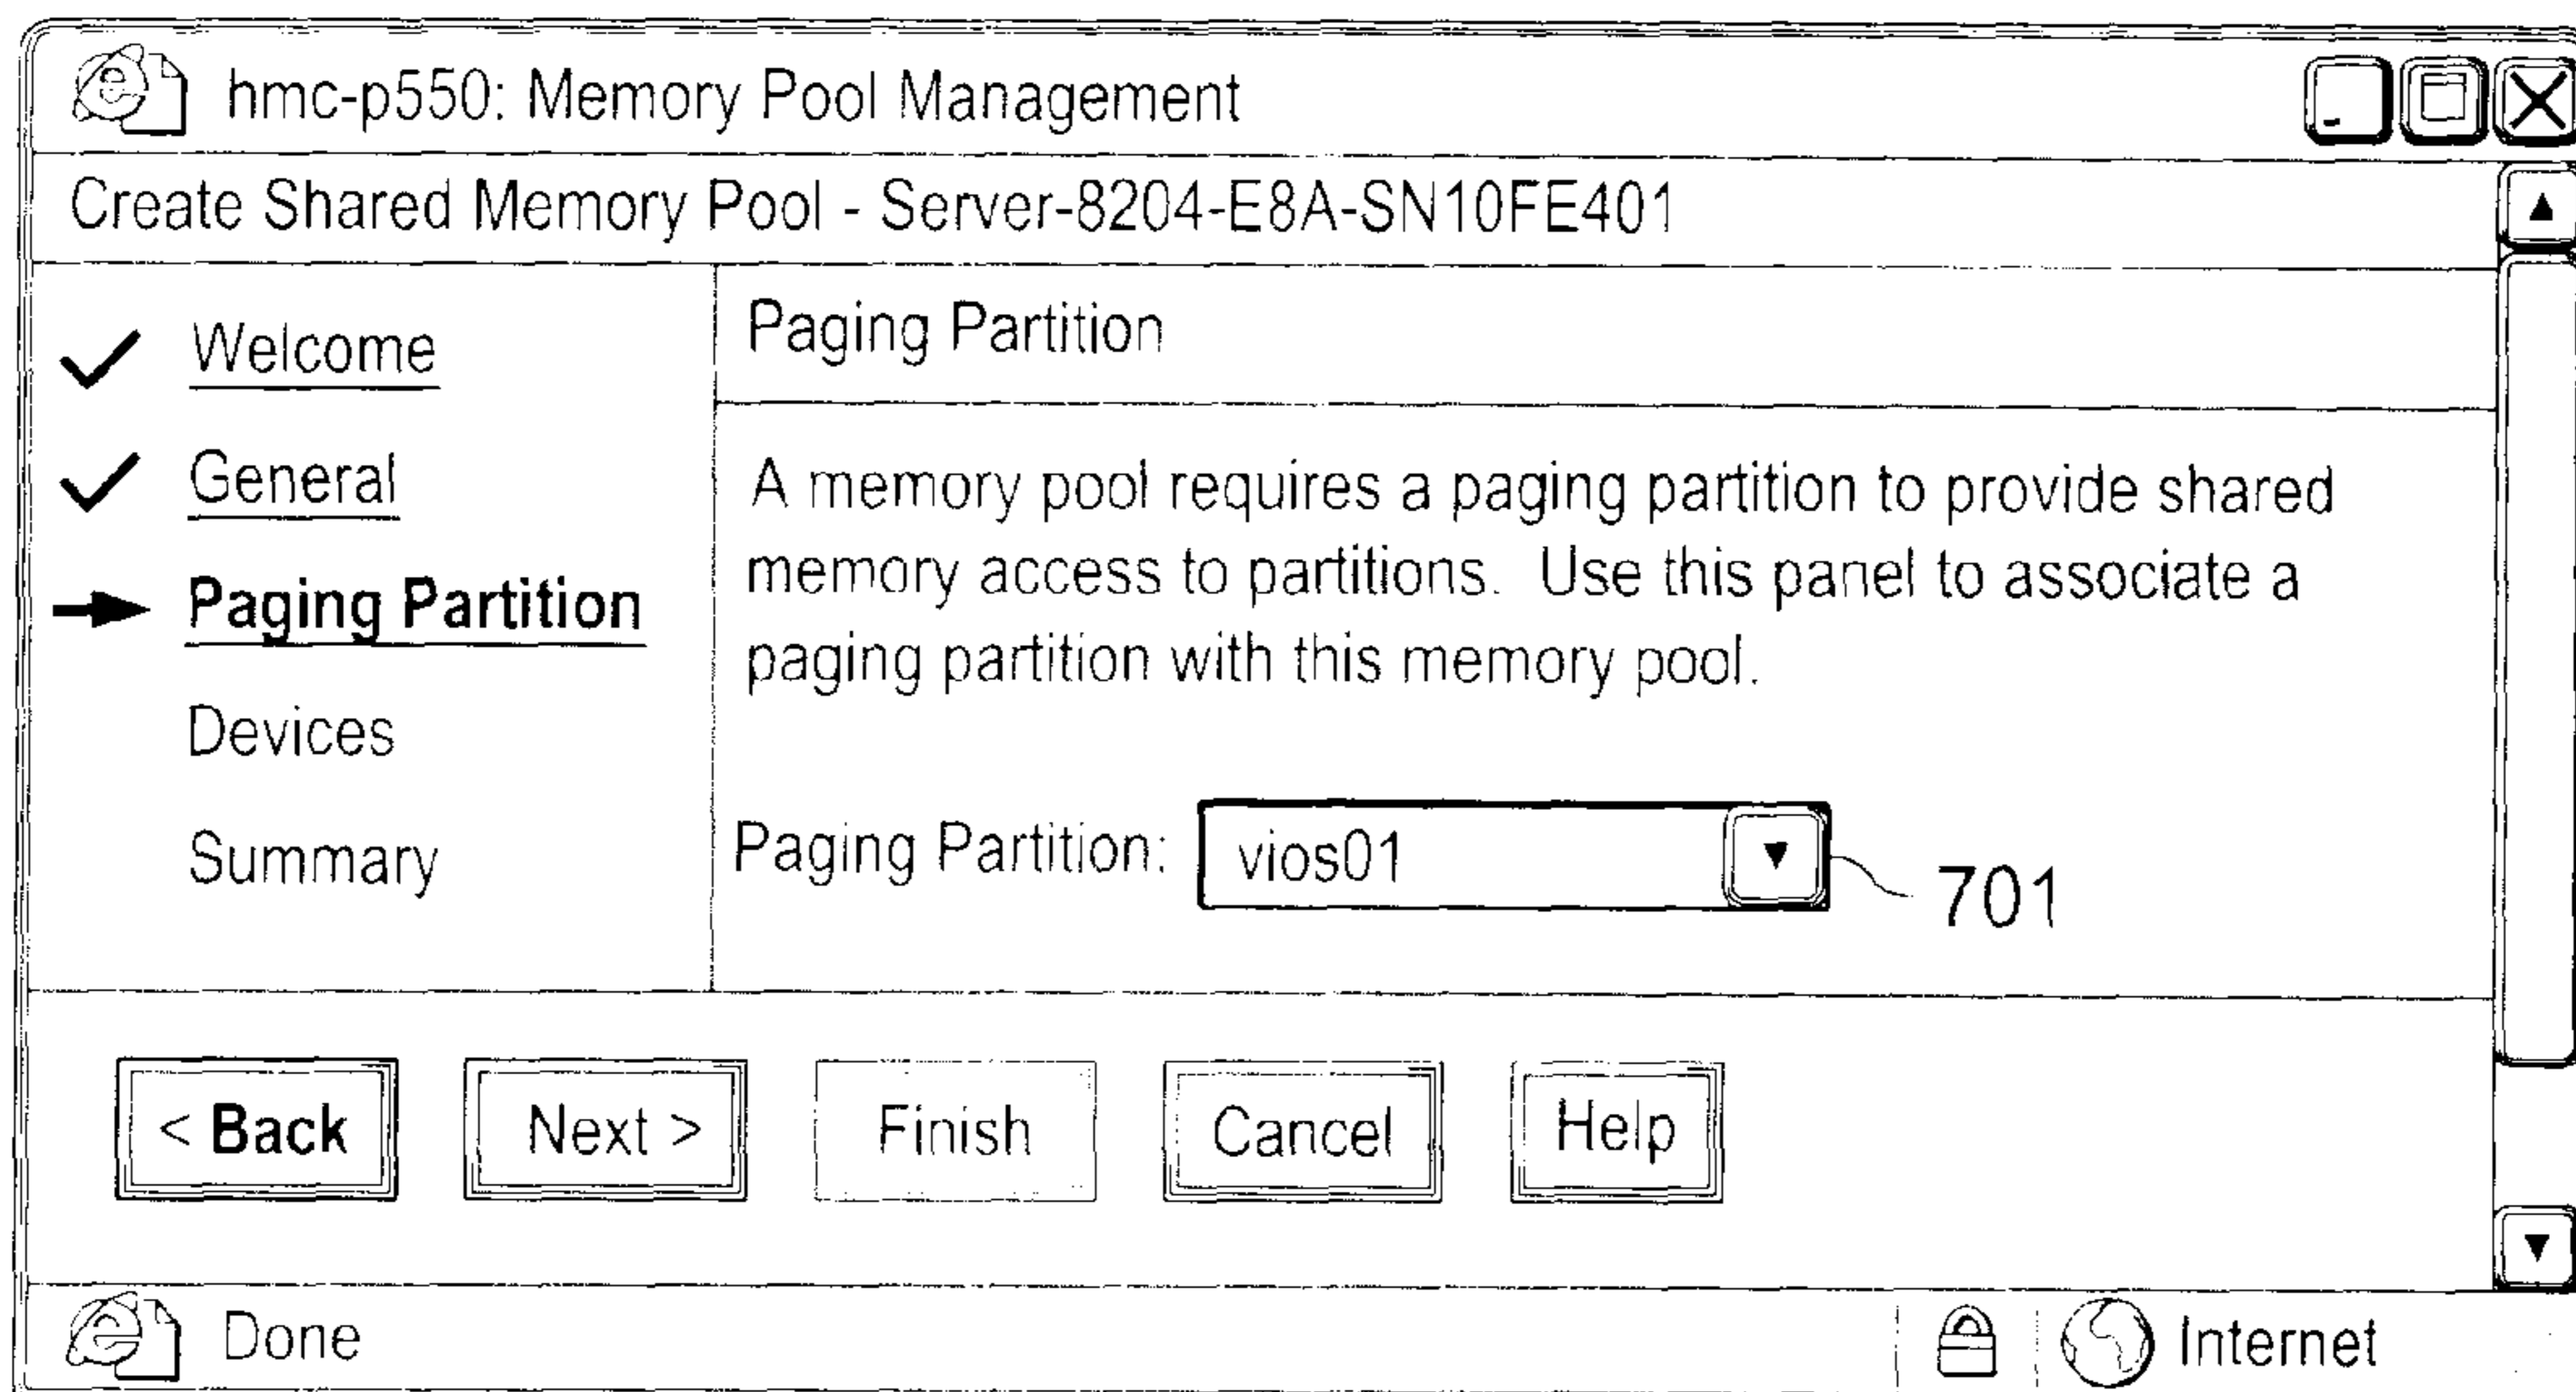 hmc-p550: Memory Pool Management
Create Shared Memory Pool - Server-8204-E8A-SN10FE401
Welcome
General
Paging Partition
Devices
Summary
Paging Partition
A memory pool requires a paging partition to provide shared
memory access to partitions. Use this panel to associate a
paging partition with this memory pool.
Paging Partition: vios01
701
< Back Next > Finish Cancel Help
Done Internet